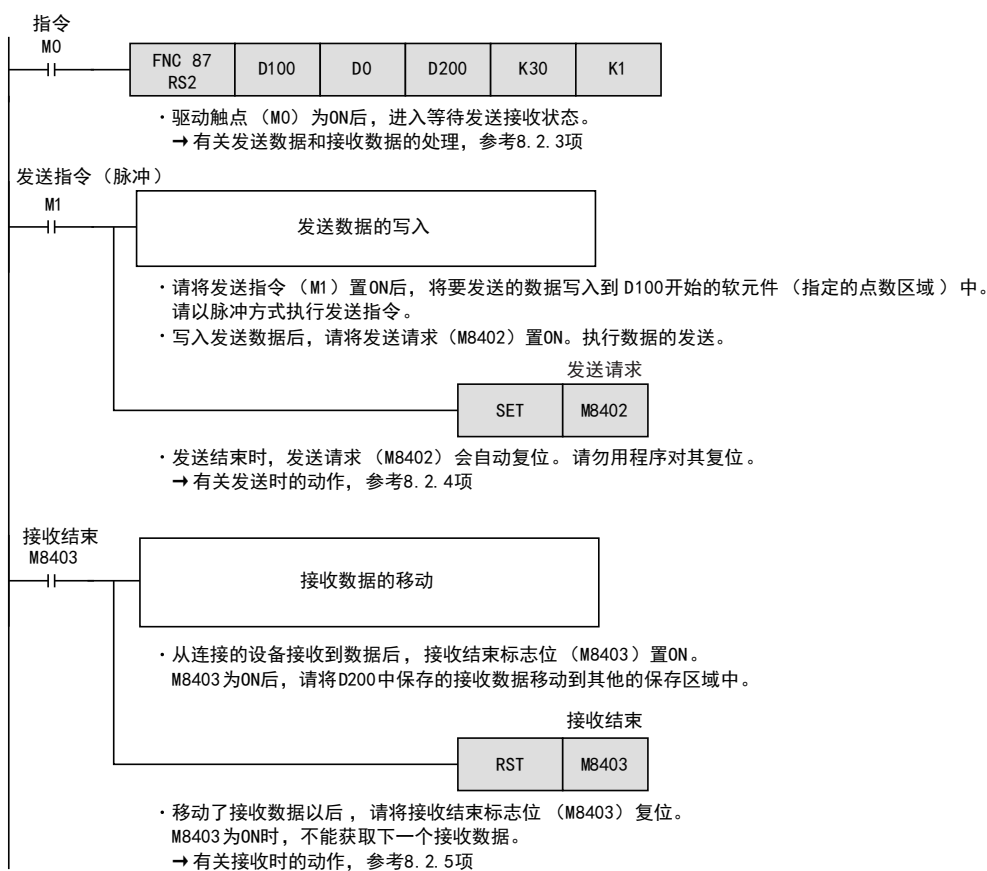 指令
M0
FNC 87
RS2
D100
D0
D200
K30
K1
・驱动触点（M0）为ON后，进入等待发送接收状态。
→有关发送数据和接收数据的处理，参考8.2.3项
发送指令（脉冲）
M1
发送数据的写入
・请将发送指令（M1）置ON后，将要发送的数据写入到D100开始的软元件（指定的点数区域）中。
请以脉冲方式执行发送指令。
・写入发送数据后，请将发送请求（M8402）置ON。执行数据的发送。
发送请求
SET
M8402
・发送结束时，发送请求（M8402）会自动复位。请勿用程序对其复位。
→有关发送时的动作，参考8.2.4项
接收结束
M8403
接收数据的移动
・从连接的设备接收到数据后，接收结束标志位（M8403）置ON。
M8403为ON后，请将D200中保存的接收数据移动到其他的保存区域中。
接收结束
RST
M8403
・移动了接收数据以后，请将接收结束标志位（M8403）复位。
M8403为ON时，不能获取下一个接收数据。
→有关接收时的动作，参考8.2.5项